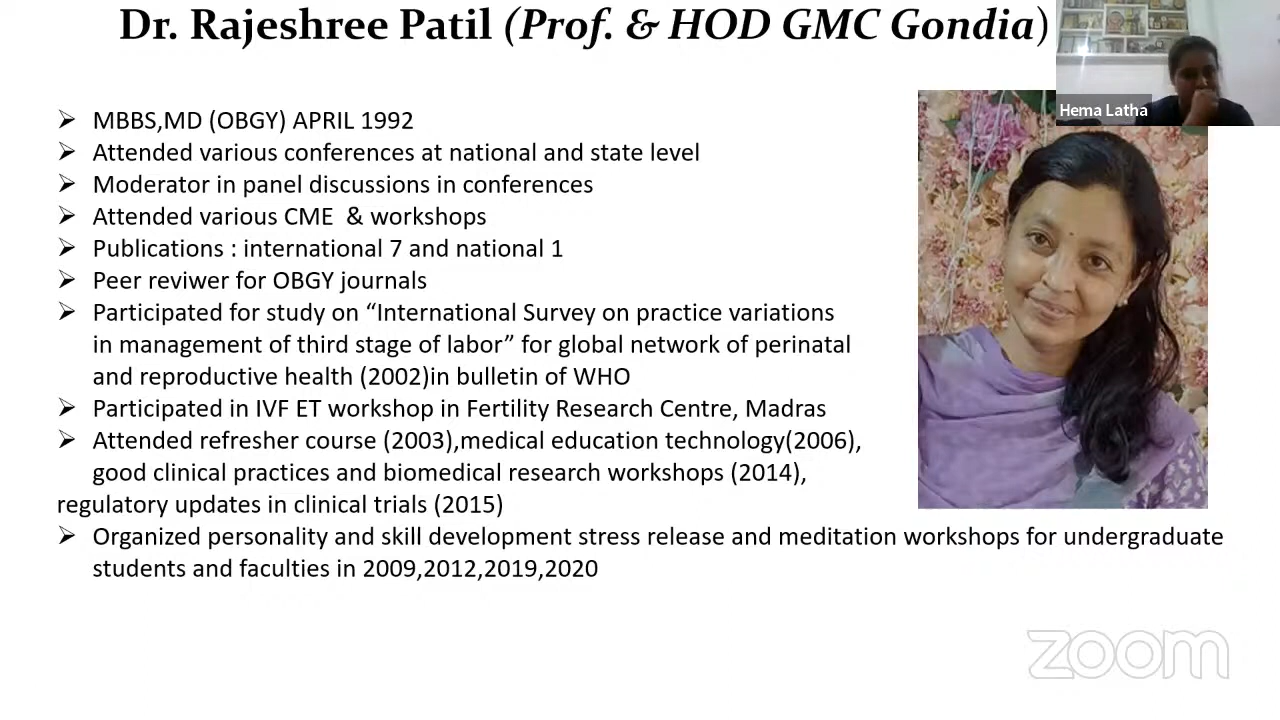 Dr. Rajeshree Patil (Prof. & HOD GMC Gondia)
Hema Latha
MBBS,MD (OBGY) APRIL 1992
Attended various conferences at national and state level
Moderator in panel discussions in conferences
Attended various CME & workshops
Publications : international 7 and national 1
Peer reviwer for OBGY journals
Participated for study on “International Survey on practice variations
in management of third stage of labor” for global network of perinatal
and reproductive health (2002)in bulletin of WHO
Participated in IVF ET workshop in Fertility Research Centre, Madras
Attended refresher course (2003),medical education technology(2006),
good clinical practices and biomedical research workshops (2014),
regulatory updates in clinical trials (2015)
Organized personality and skill development stress release and meditation workshops for undergraduate
students and faculties in 2009,2012,2019,2020
zoom